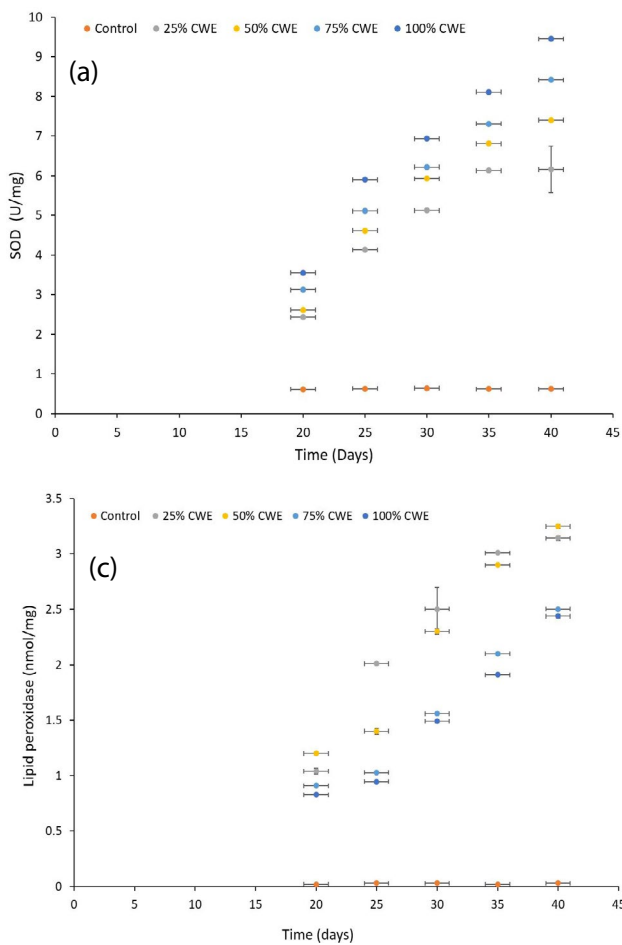 Control 25% CWE 50% CWE 75% CWE 100% CWE
(a)
SOD (U/mg)
10
9
8
7
6
5
4
3
2
1
0
0 5 10 15 20 25 30 35 40 45
Time (Days)
Control 25% CWE 50% CWE 75% CWE 100% CWE
(c)
Lipid peroxidase (nmol/mg)
3.5
3
2.5
2
1.5
1
0.5
0
0 5 10 15 20 25 30 35 40 45
Time (days)